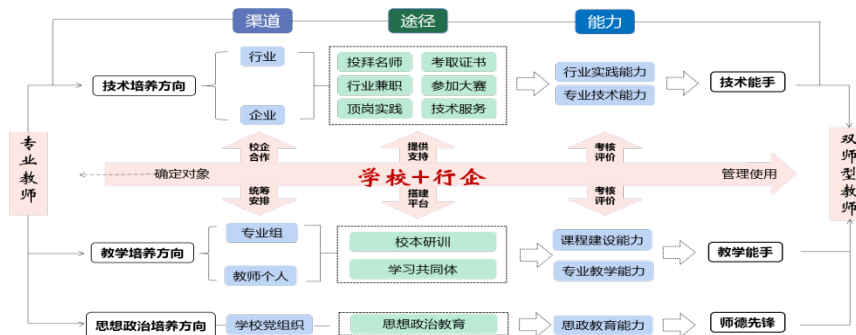 渠道
途径
能力
行业
投拜名师
考取证书
行业实践能力
技术培养方向
行业兼职
参加大赛
技术能手
企业
顶岗实践
技术服务
专业技术能力
专业教师
校企
合作
提供
支持
考核
评价
双师型教师
确定对象
学校+行企
管理使用
统筹
安排
搭建
平台
考核
评价
专业组
校本研训
课程建设能力
教学培养方向
教学能手
教师个人
学习共同体
专业教学能力
思想政治培养方向
学校党组织
思想政治教育
思政教育能力
师德先锋